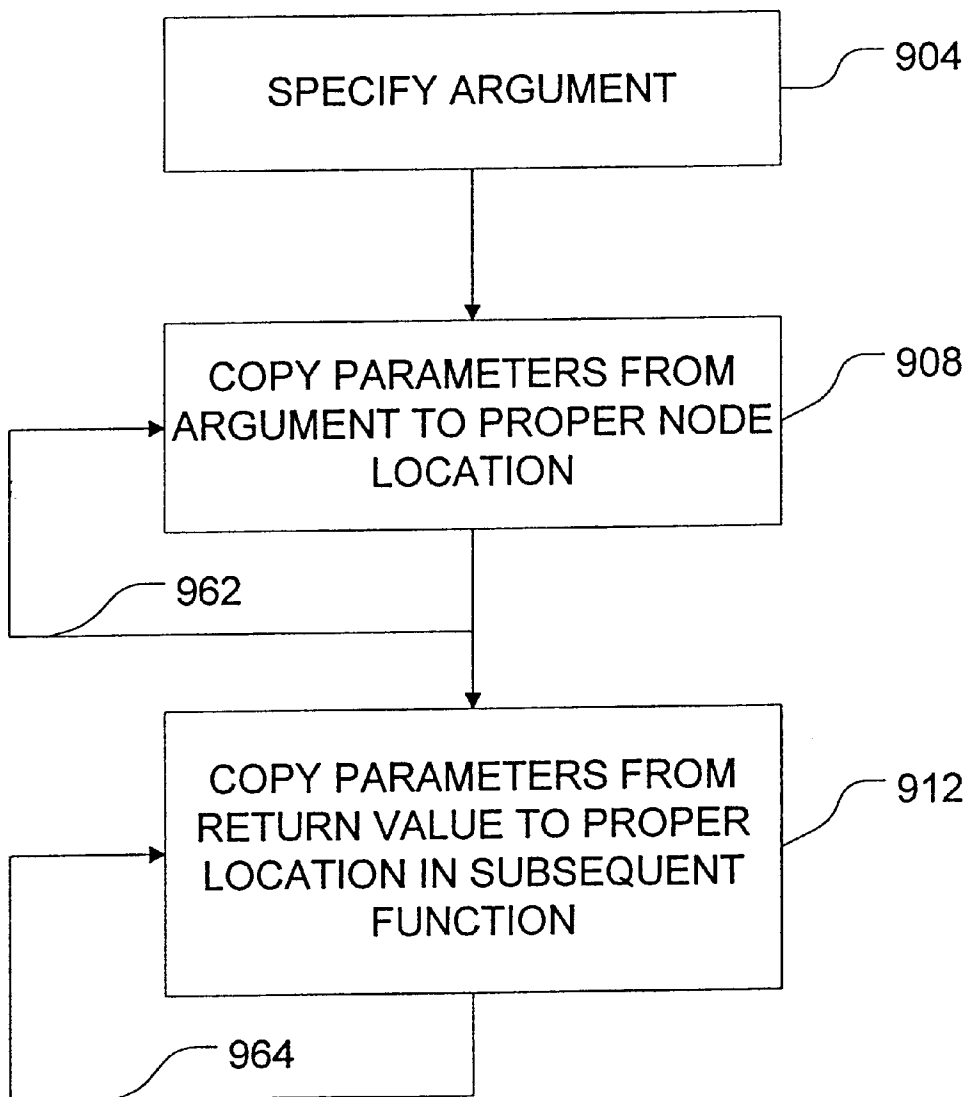 SPECIFY ARGUMENT
904
COPY PARAMETERS FROM
ARGUMENT TO PROPER NODE
LOCATION
908
962
COPY PARAMETERS FROM
RETURN VALUE TO PROPER
LOCATION IN SUBSEQUENT
FUNCTION
912
964